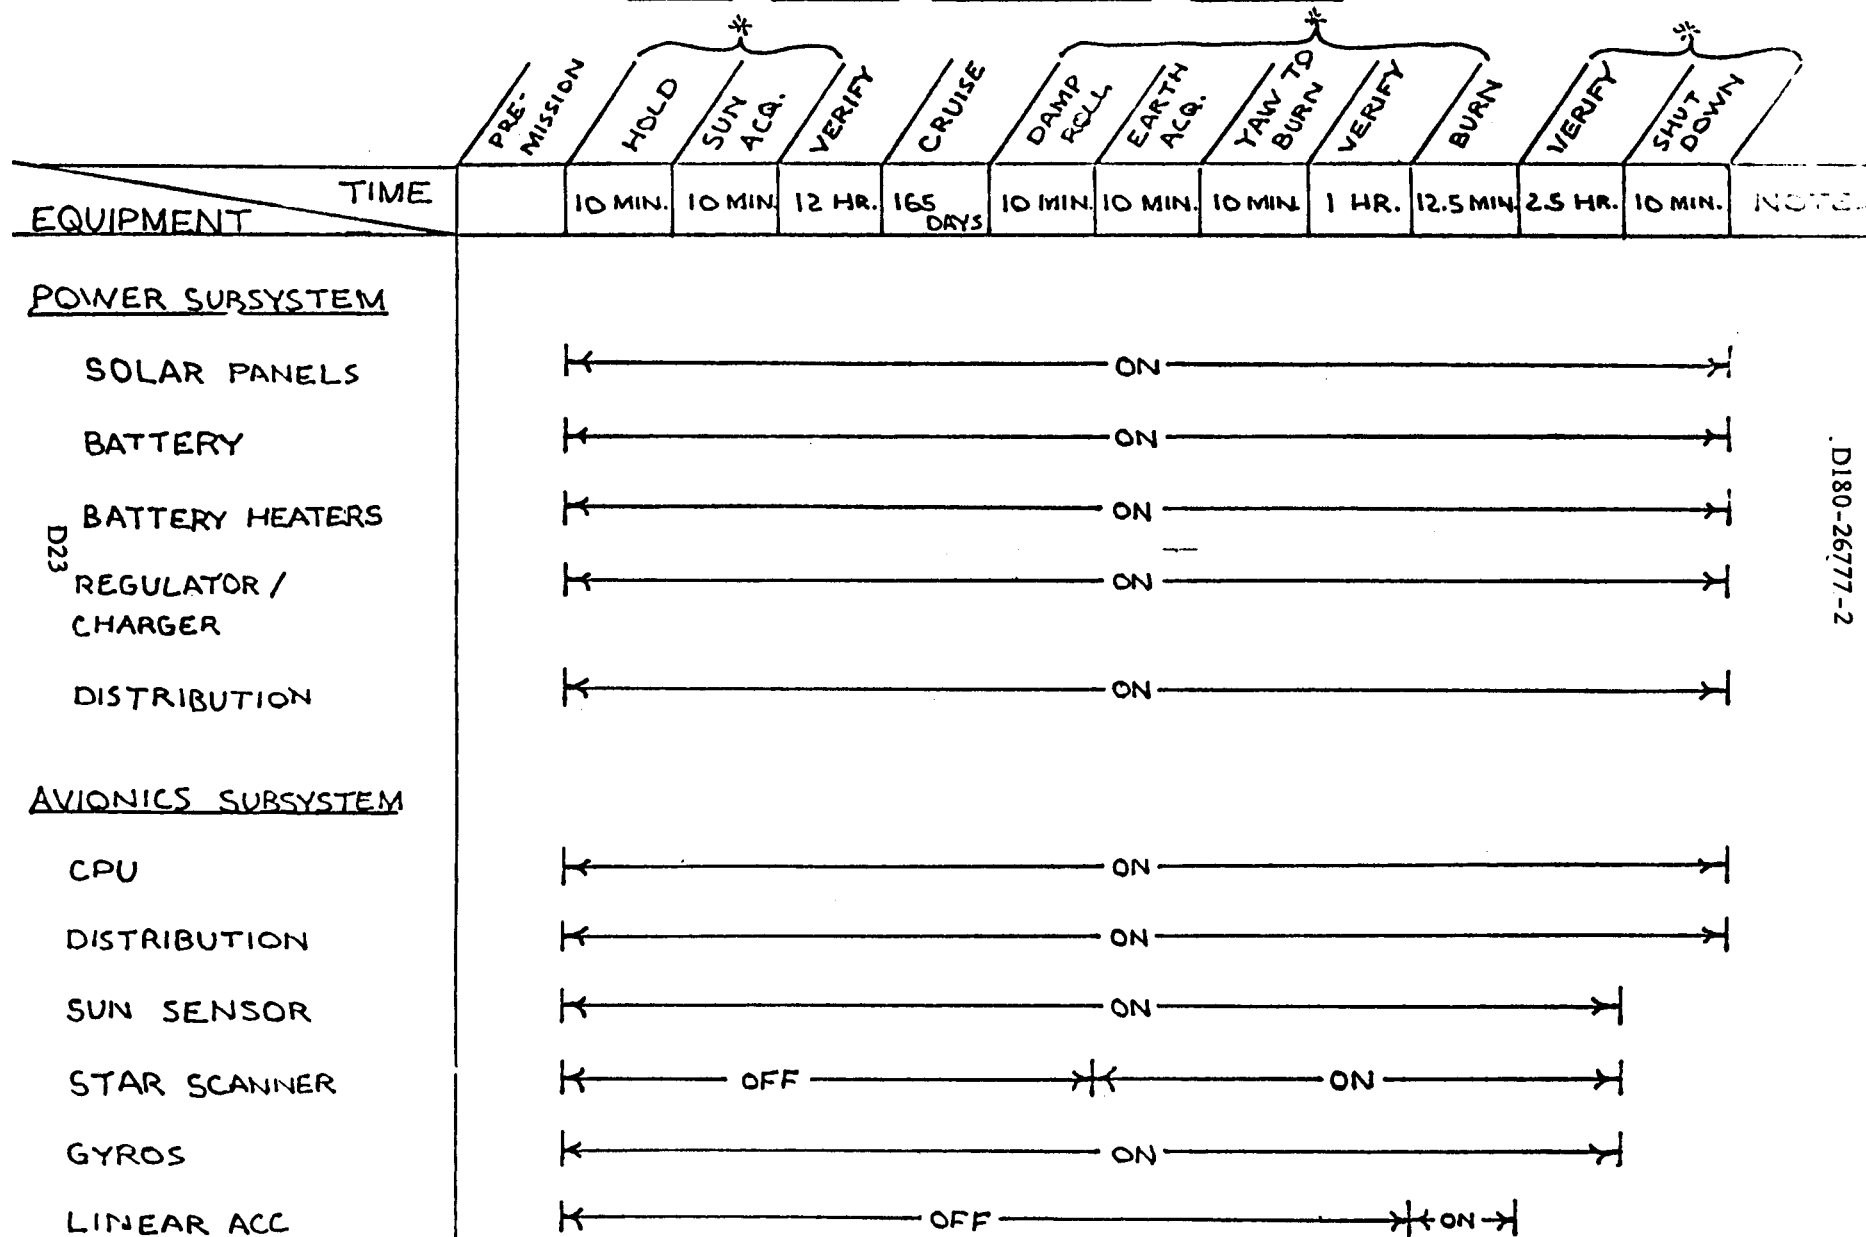 * * *
PRE-
MISSION
HOLD
SUN
ACQ.
VERIFY
CRUISE
DAMP
ROLL
EARTH
ACQ.
YAW TO
BURN
VERIFY
BURN
VERIFY
SHUT
DOWN
TIME
EQUIPMENT
10 MIN. 10 MIN. 12 HR. 165 DAYS 10 MIN. 10 MIN. 10 MIN. 1 HR. 12.5 MIN. 2.5 HR. 10 MIN.
POWER SUBSYSTEM
SOLAR PANELS ON
BATTERY ON
BATTERY HEATERS ON
REGULATOR / ON
CHARGER
DISTRIBUTION ON
AVIONICS SUBSYSTEM
CPU ON
DISTRIBUTION ON
SUN SENSOR ON
STAR SCANNER OFF ON
GYROS ON
LINEAR ACC OFF ON
D23
D180-26777-2